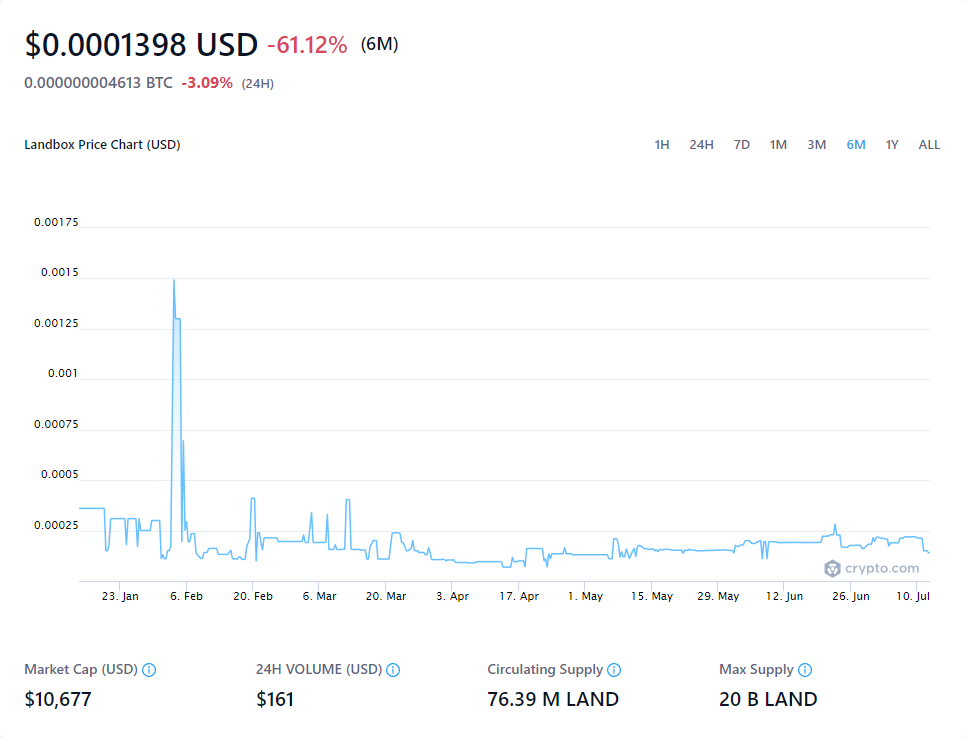 $0.0001398 USD -61.12% (6M)
0.000000004613 BTC -3.09% (24H)
Landbox Price Chart (USD) 1H 24H 7D 1M 3M 6M 1Y ALL
0.00175
0.0015
0.00125
0.001
0.00075
0.0005
0.00025
crypto.com
23. Jan 6. Feb 20. Feb 6. Mar 20. Mar 3. Apr 17. Apr 1. May 15. May 29. May 12. Jun 26. Jun 10. Jul
Market Cap (USD) 24H VOLUME (USD) Circulating Supply Max Supply
$10,677 $161 76.39 M LAND 20 B LAND